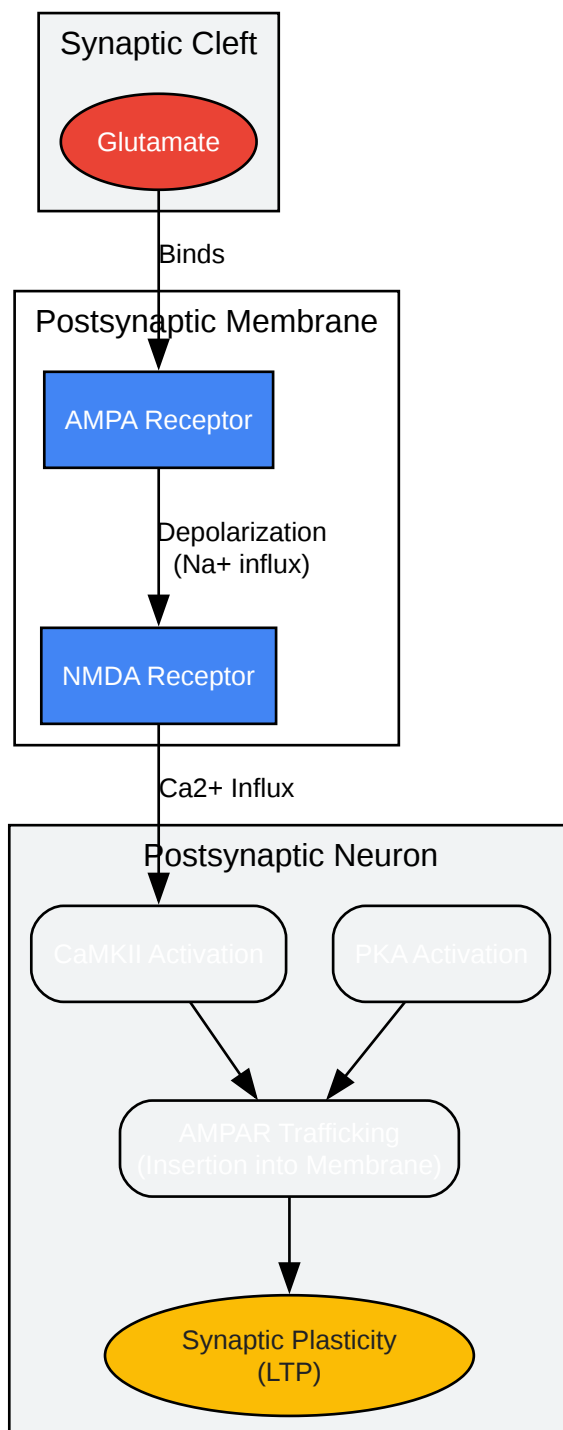 Synaptic Cleft
Glutamate
Binds
Postsynaptic Membrane
AMPA Receptor
Depolarization
(Na+ influx)
NMDA Receptor
Ca2+ Influx
Postsynaptic Neuron
CaMKII Activation
PKA Activation
AMPAR Trafficking
(Insertion into Membrane)
Synaptic Plasticity
(LTP)